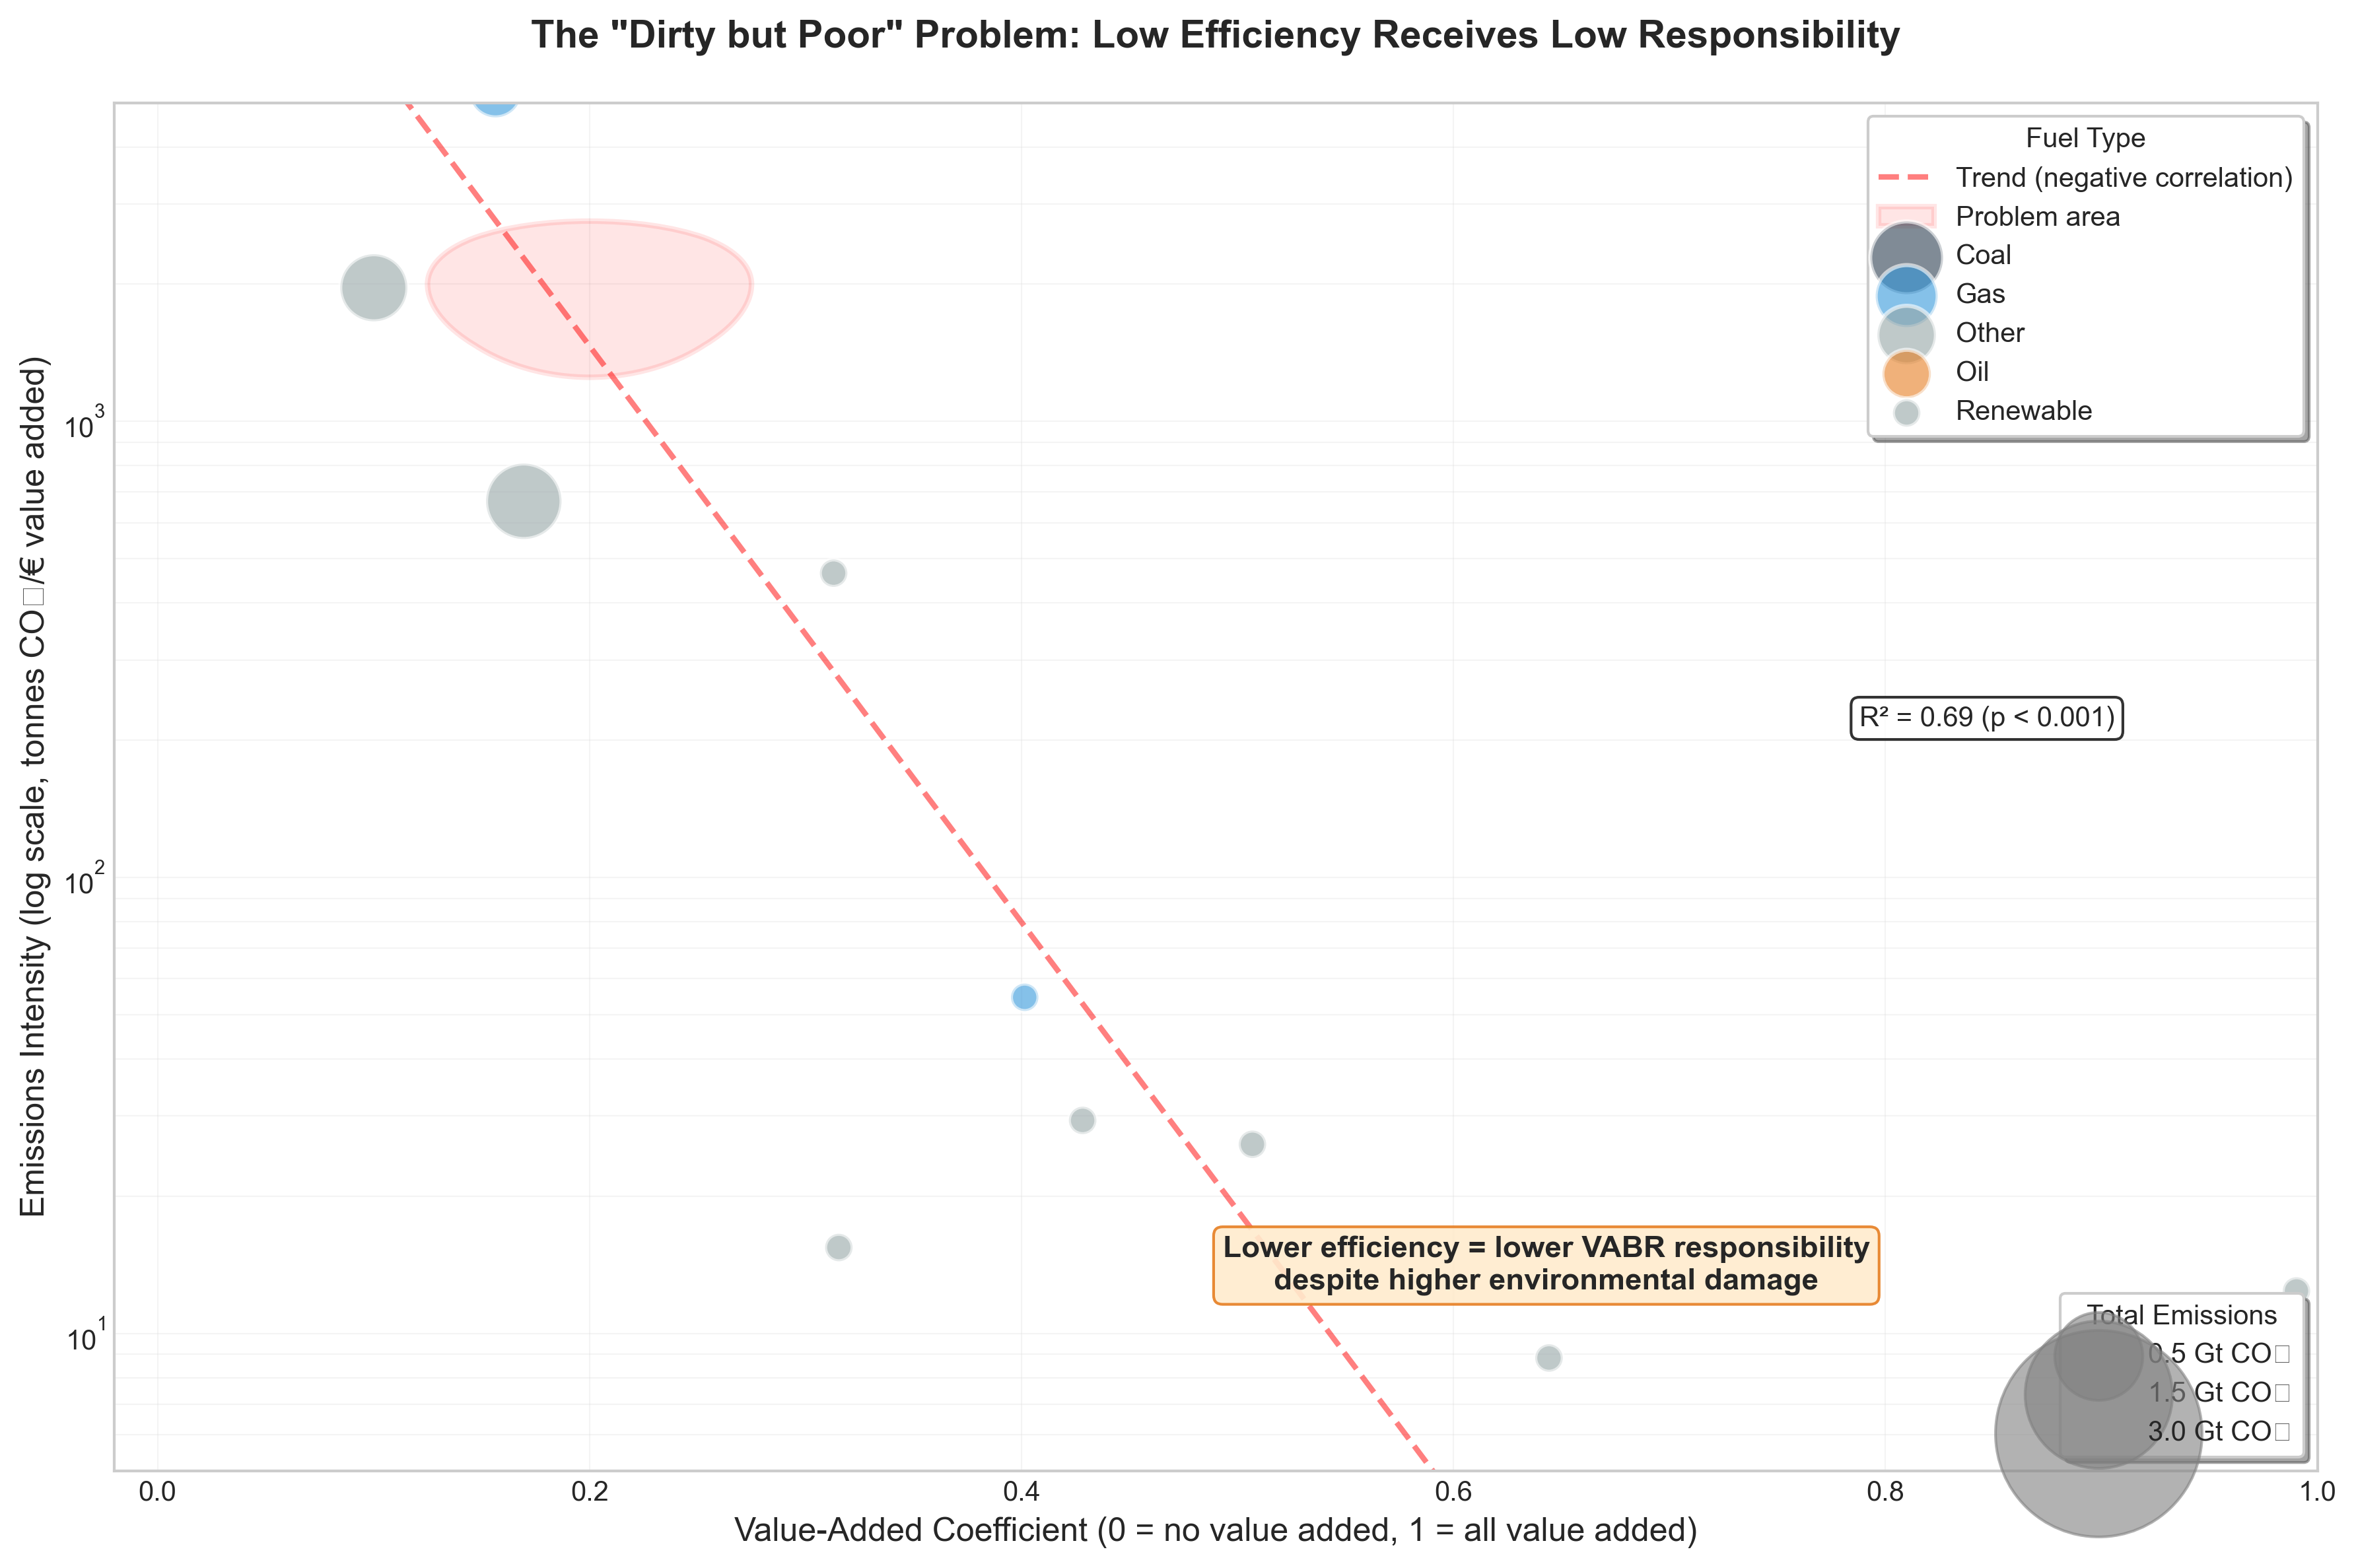 The "Dirty but Poor" Problem: Low Efficiency Receives Low Responsibility
Emissions Intensity (log scale, tonnes CO□/€ value added)
10³
10²
10¹
Fuel Type
Trend (negative correlation)
Problem area
Coal
Gas
Other
Oil
Renewable
R² = 0.69 (p < 0.001)
Lower efficiency = lower VABR responsibility
despite higher environmental damage
Total Emissions
0.5 Gt CO□
1.5 Gt CO□
3.0 Gt CO□
0.0 0.2 0.4 0.6 0.8 1.0
Value-Added Coefficient (0 = no value added, 1 = all value added)